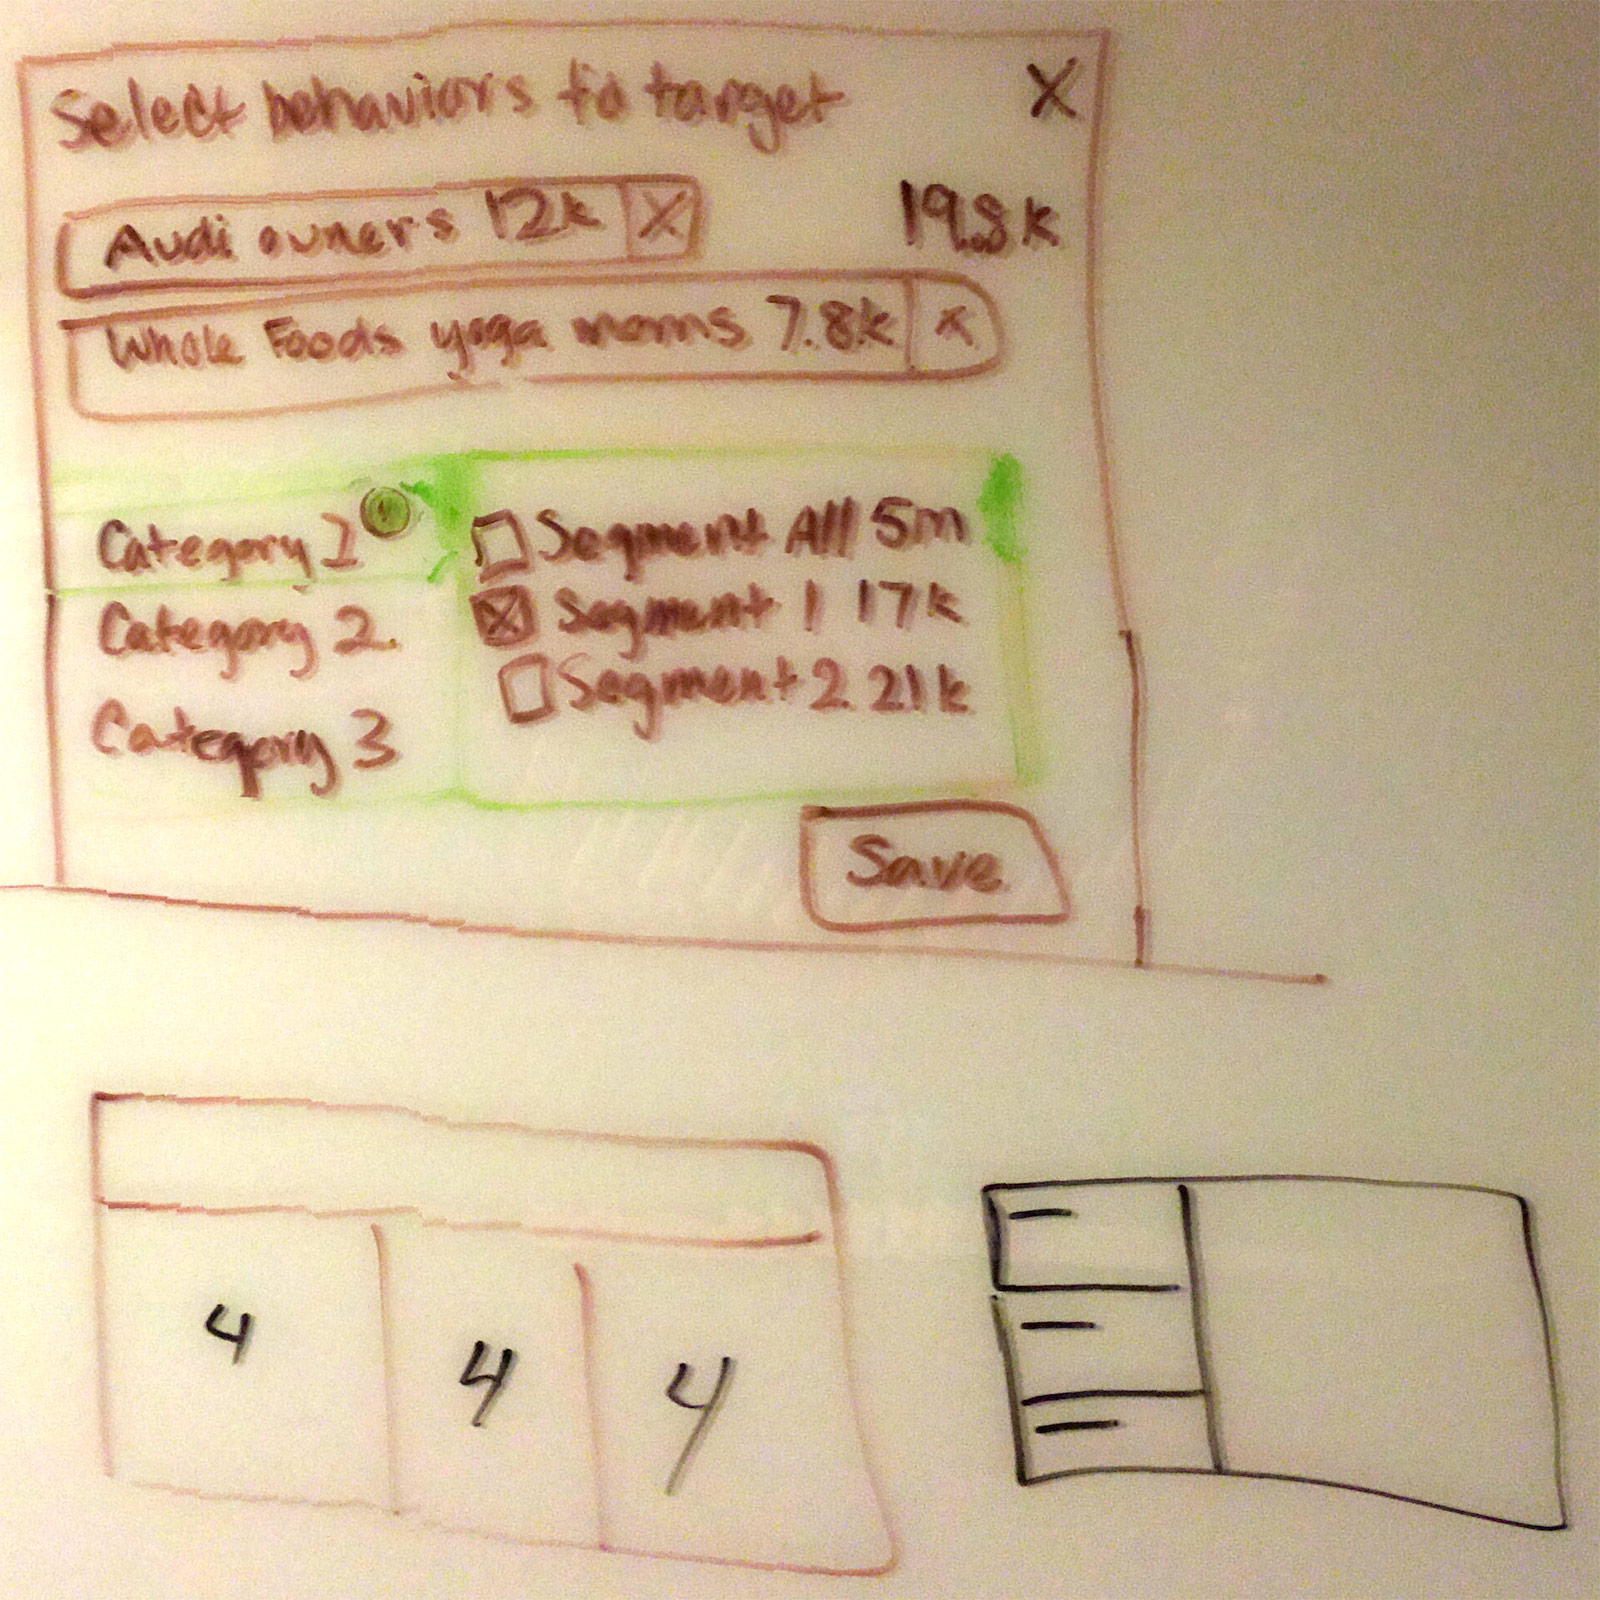 Select behaviors to target X
Audi owners 12k X 19.8k
Whole Foods yoga moms 7.8k x
Category 1 1
Category 2
Category 3
Segment All 5m
X Segment 1 17k
Segment 2 21k
Save
4 4 4